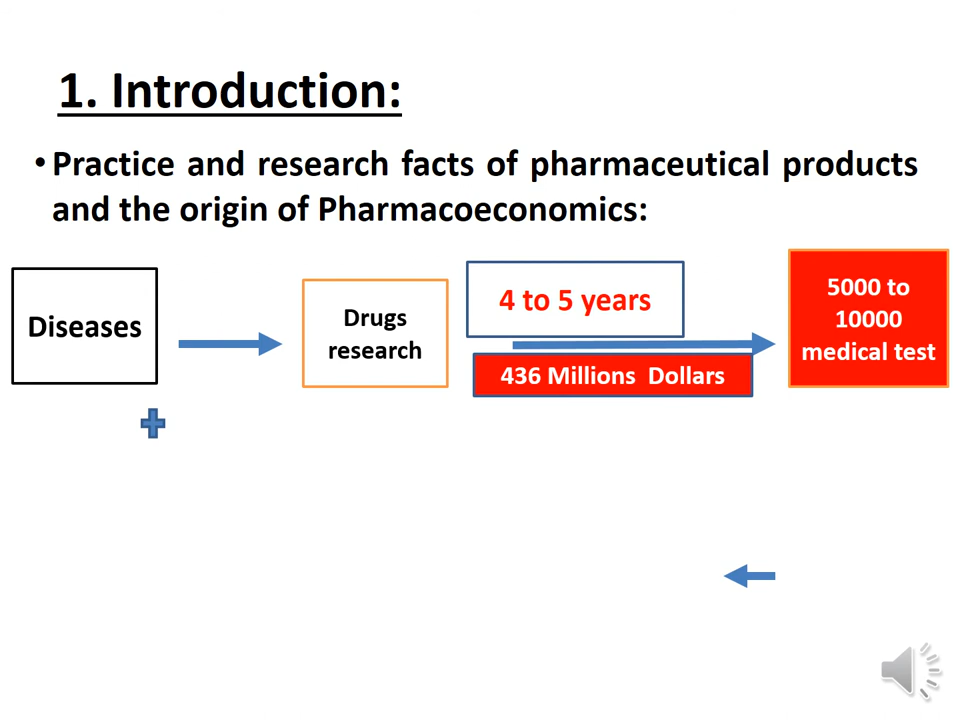 1. Introduction:
• Practice and research facts of pharmaceutical products
and the origin of Pharmacoeconomics:
Diseases
Drugs
research
4 to 5 years
436 Millions Dollars
5000 to
10000
medical test